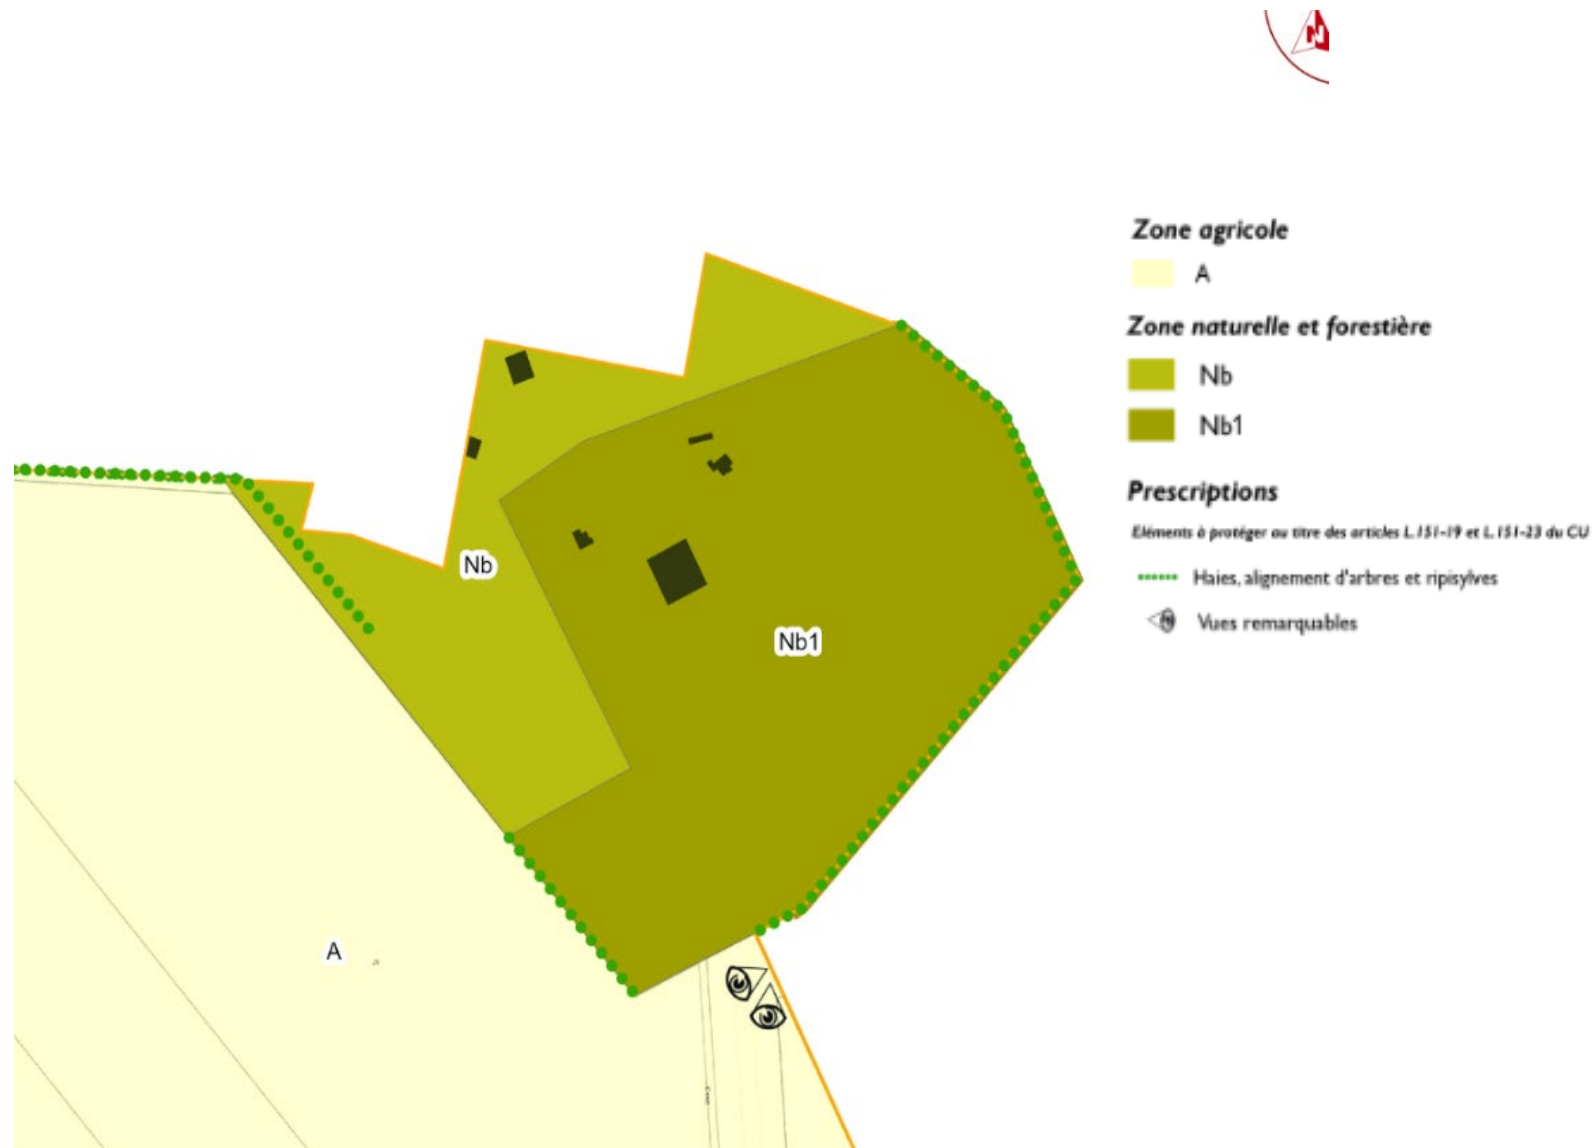 N
Zone agricole
A
Zone naturelle et forestière
Nb
Nb1
Prescriptions
Eléments à protéger au titre des articles L.151-19 et L.151-23 du CU
Haies, alignement d'arbres et ripisylves
Vues remarquables
Nb
Nb1
A